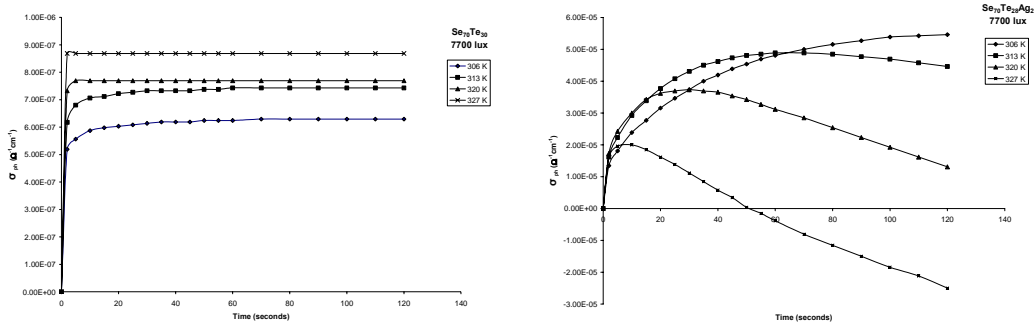 Se70Te30
7700 lux
1.00E-06
9.00E-07
8.00E-07
7.00E-07
6.00E-07
5.00E-07
4.00E-07
3.00E-07
2.00E-07
1.00E-07
0.00E+00
0 20 40 60 80 100 120 140
Time (seconds)
σ ph (Ω-1cm-1)
306 K
313 K
320 K
327 K
Se70Te28Ag2
7700 lux
6.00E-05
5.00E-05
4.00E-05
3.00E-05
2.00E-05
1.00E-05
0.00E+00
-1.00E-05
-2.00E-05
-3.00E-05
0 20 40 60 80 100 120 140
Time (seconds)
σ ph (Ω-1cm-1)
306 K
313 K
320 K
327 K